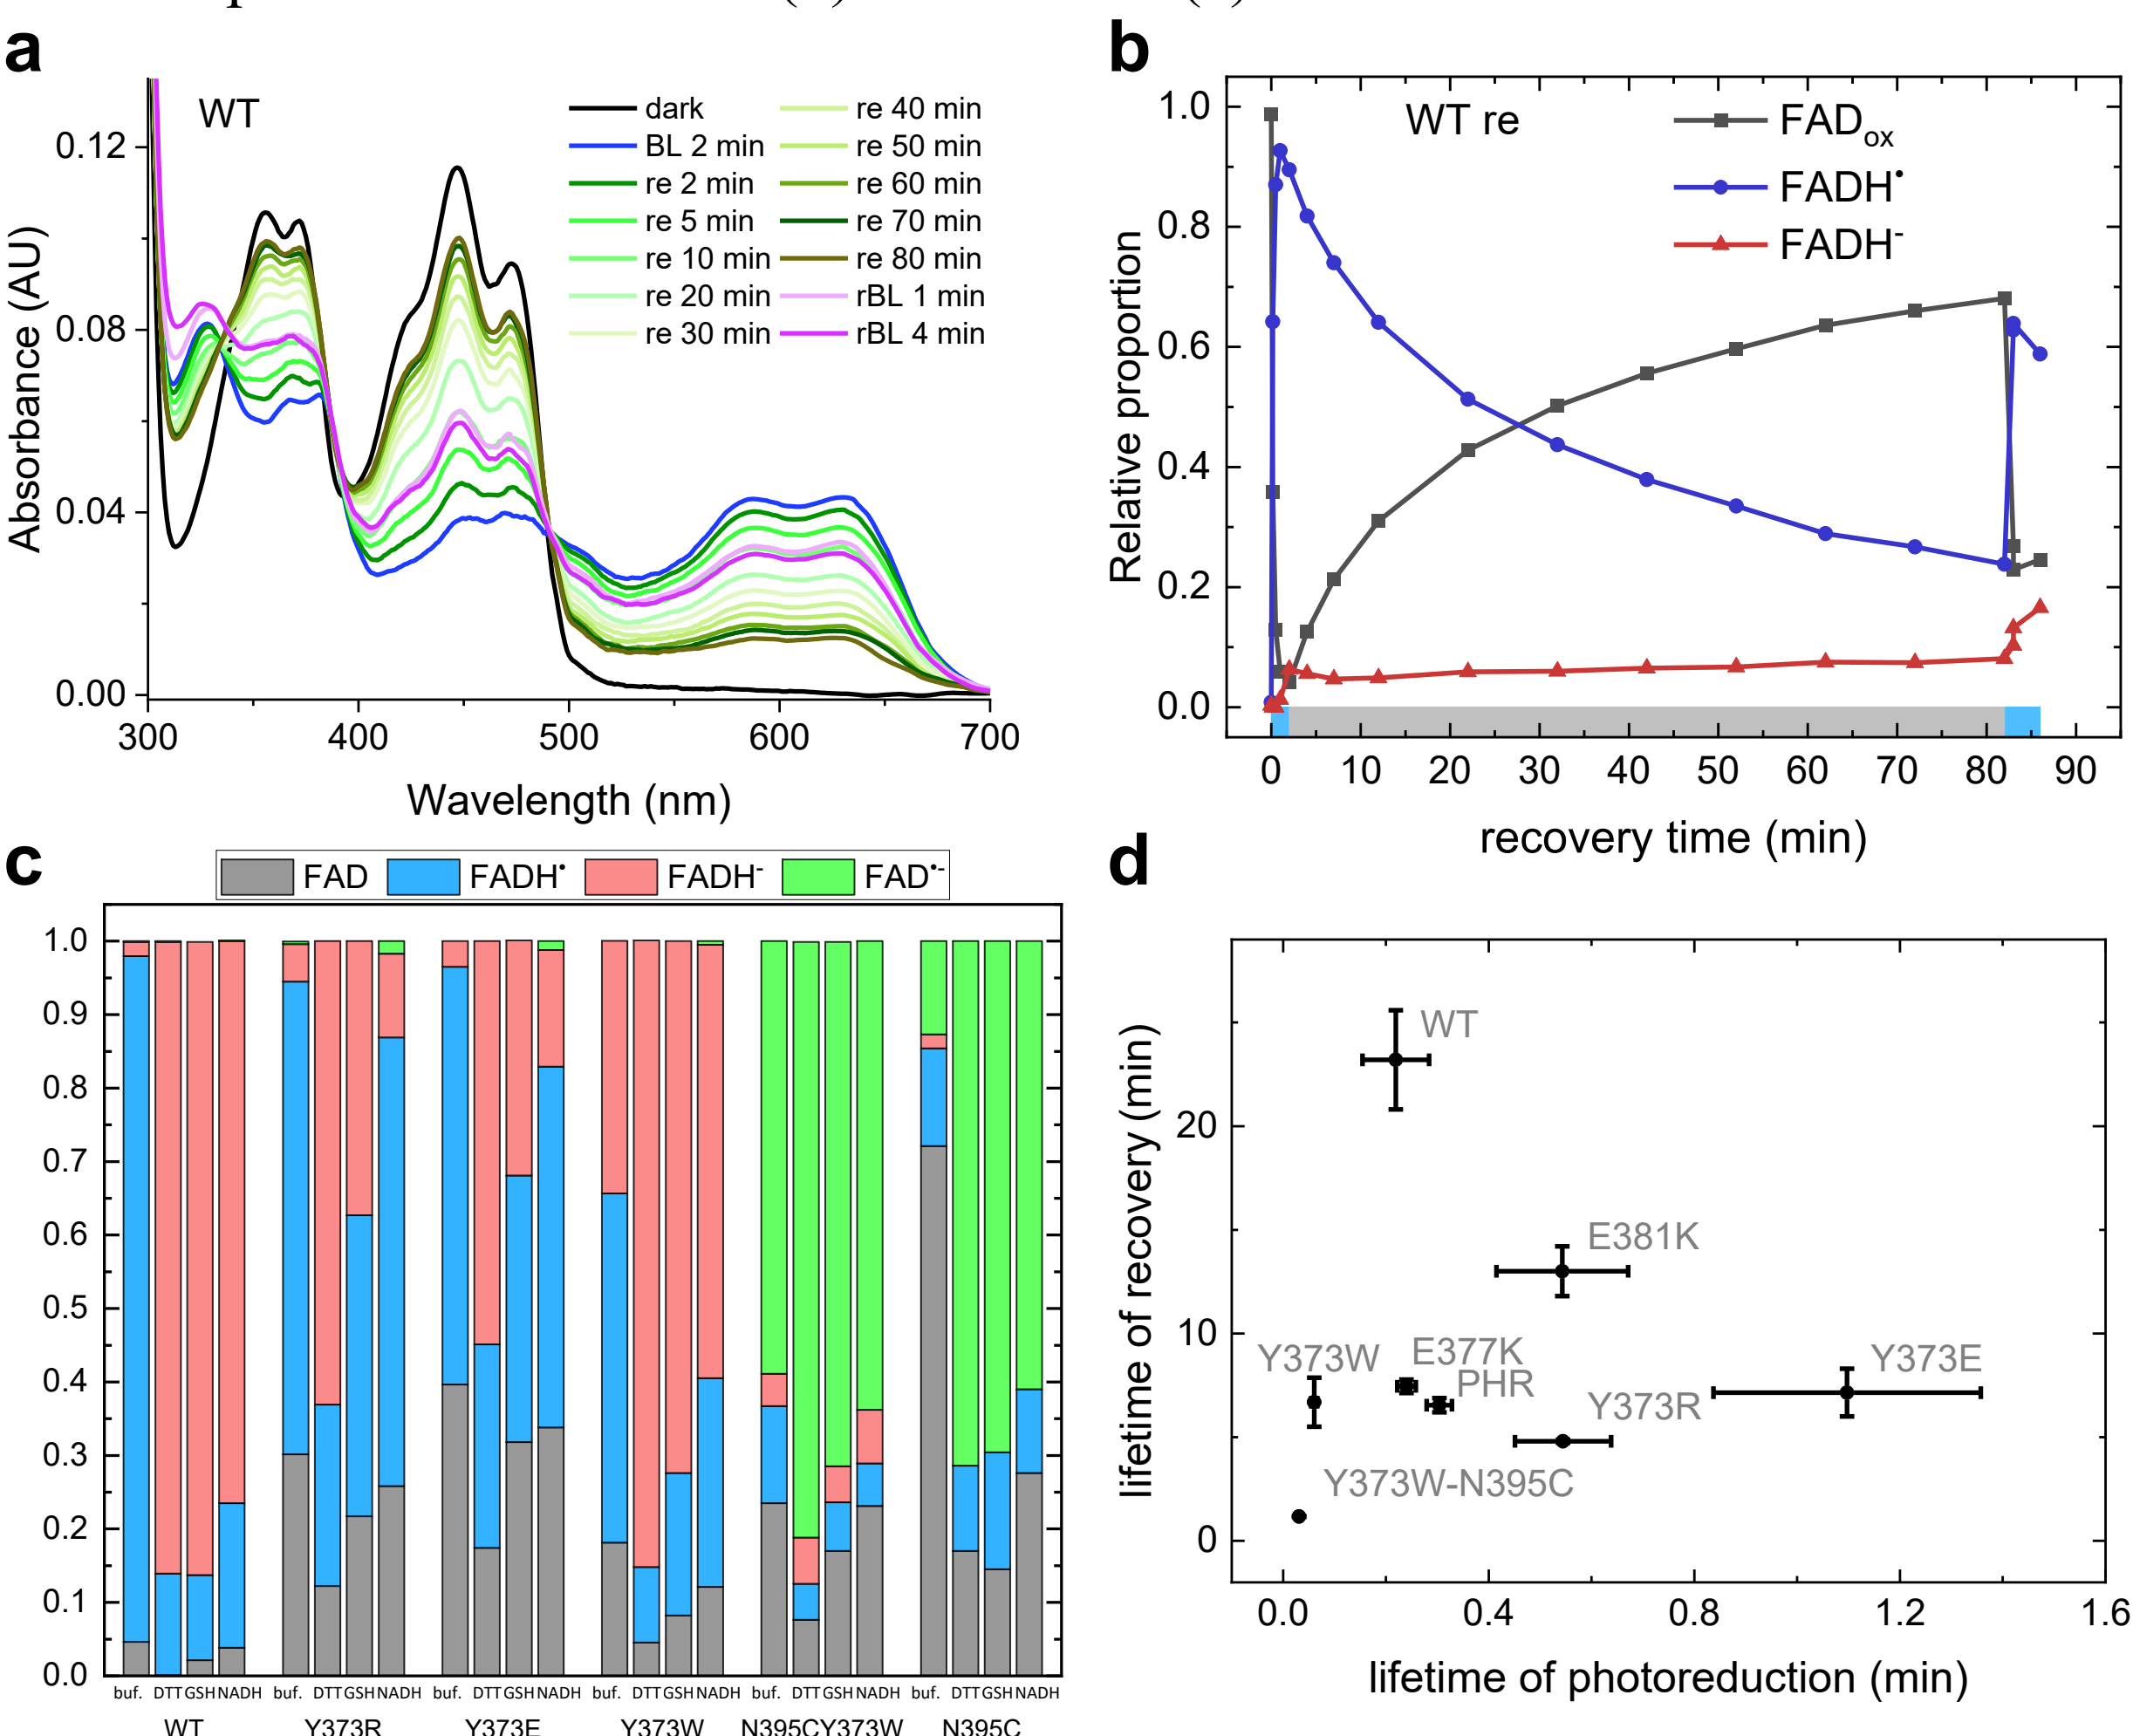 a
WT
dark
BL 2 min
re 2 min
re 5 min
re 10 min
re 20 min
re 30 min
re 40 min
re 50 min
re 60 min
re 70 min
re 80 min
rBL 1 min
rBL 4 min
Absorbance (AU)
0.12
0.08
0.04
0.00
300 400 500 600 700
Wavelength (nm)
b
WT re
FADox
FADH•
FADH-
Relative proportion
1.0
0.8
0.6
0.4
0.2
0.0
0 10 20 30 40 50 60 70 80 90
recovery time (min)
c
FAD FADH• FADH- FAD•-
1.0
0.9
0.8
0.7
0.6
0.5
0.4
0.3
0.2
0.1
0.0
buf. DTT GSH NADH buf. DTT GSH NADH buf. DTT GSH NADH buf. DTT GSH NADH buf. DTT GSH NADH buf. DTT GSH NADH
WT Y373R Y373E Y373W N395CY373W N395C
d
lifetime of recovery (min)
20
10
0
WT
E381K
Y373W
E377K
PHR
Y373E
Y373R
Y373W-N395C
0.0 0.4 0.8 1.2 1.6
lifetime of photoreduction (min)